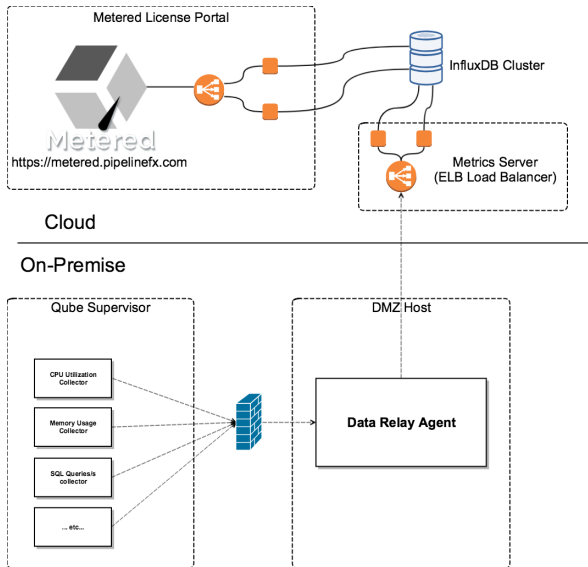 Metered License Portal
Metered
https://metered.pipelinefx.com
InfluxDB Cluster
Metrics Server
(ELB Load Balancer)
Cloud
On-Premise
Qube Supervisor
CPU Utilization
Collector
Memory Usage
Collector
SQL Queries/s
collector
... etc...
DMZ Host
Data Relay Agent